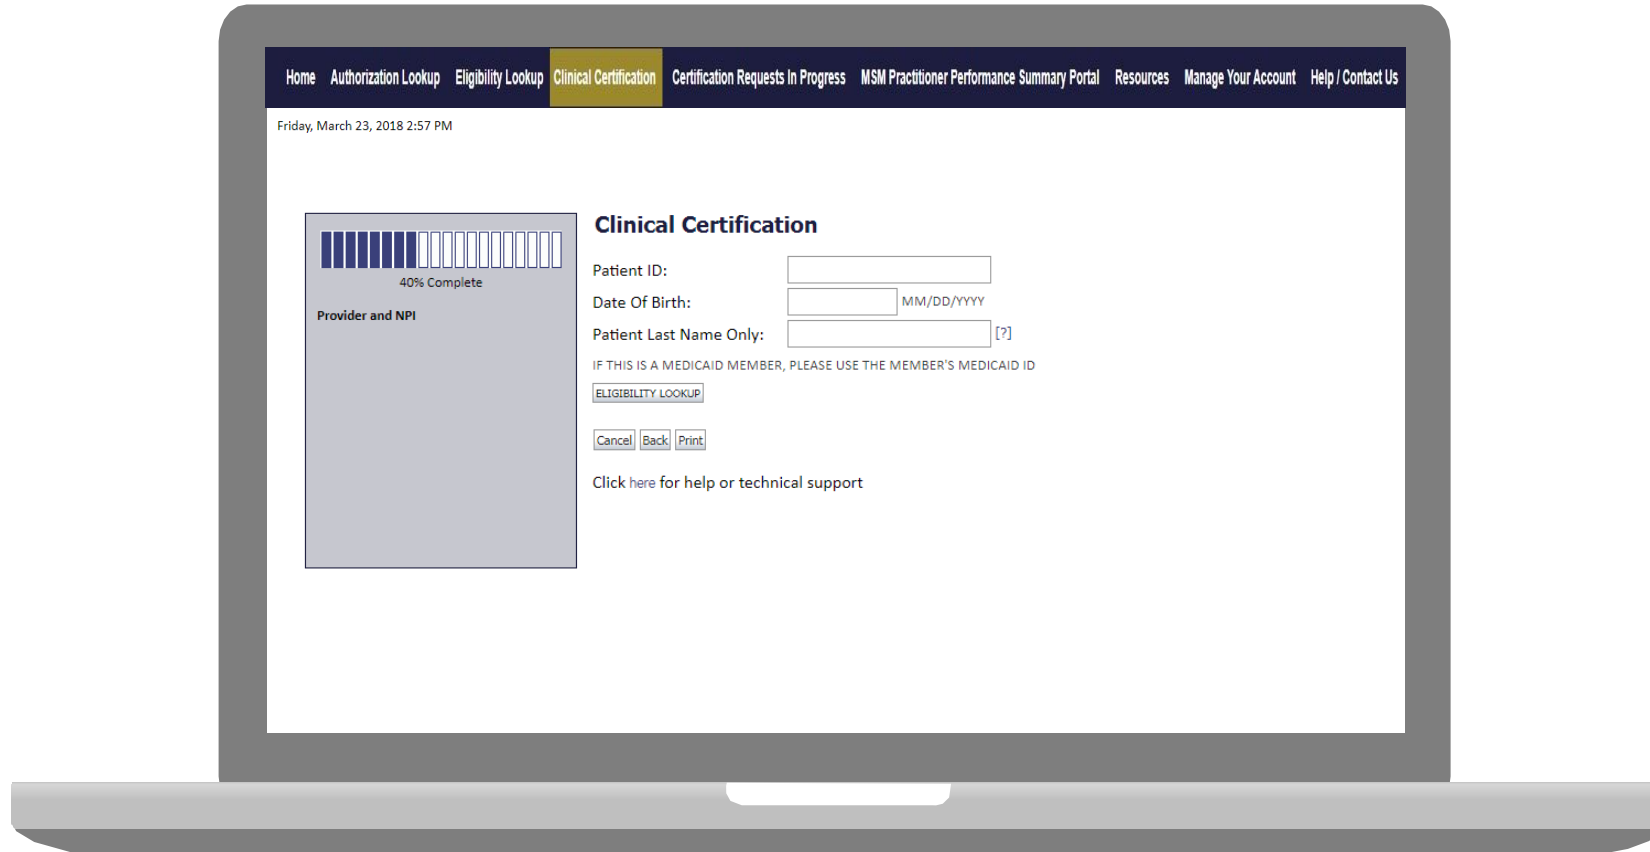 Home Authorization Lookup Eligibility Lookup Clinical Certification Certification Requests In Progress MSM Practitioner Performance Summary Portal Resources Manage Your Account Help / Contact Us
Friday, March 23, 2018 2:57 PM
40% Complete
Provider and NPI
Clinical Certification
Patient ID:
Date Of Birth: MM/DD/YYYY
Patient Last Name Only: [?]
IF THIS IS A MEDICAID MEMBER, PLEASE USE THE MEMBER'S MEDICAID ID
ELIGIBILITY LOOKUP
Cancel Back Print
Click here for help or technical support